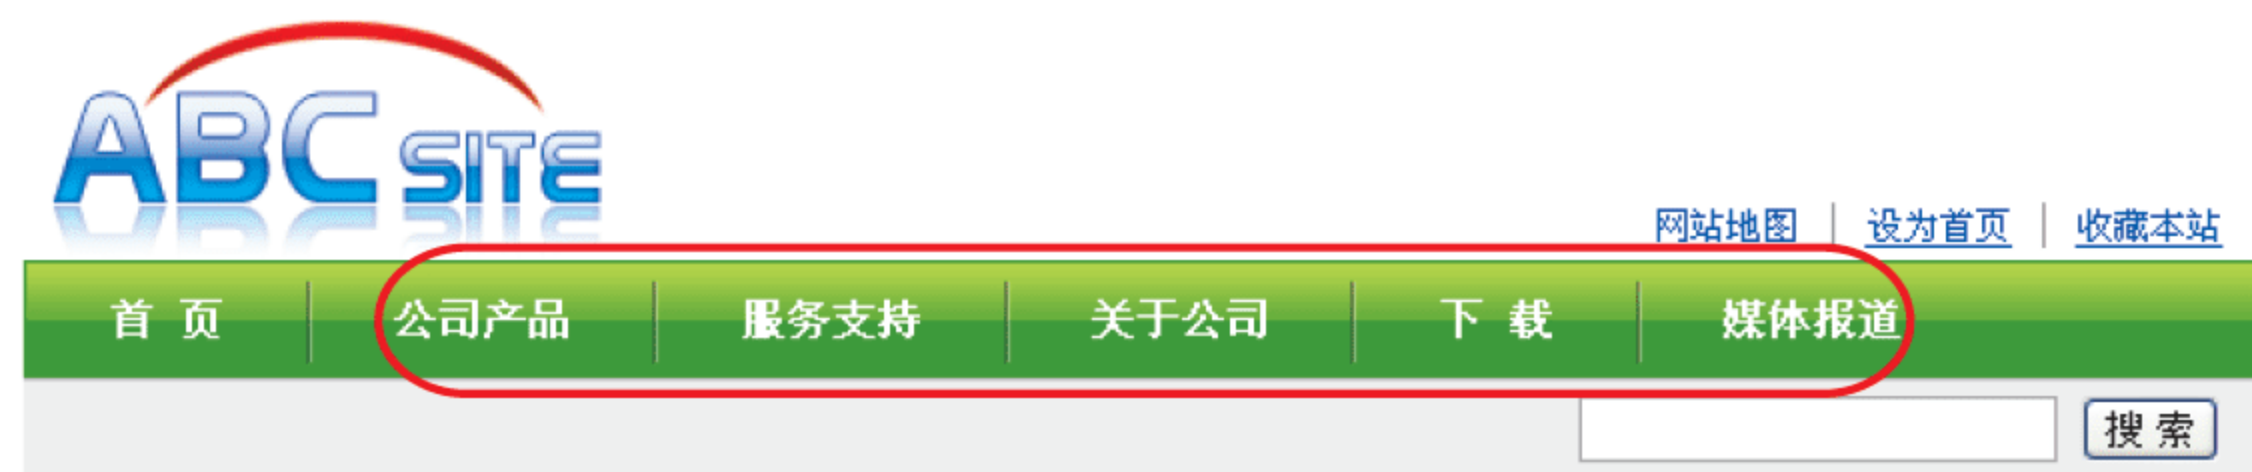 ABC SITE
网站地图 设为首页 收藏本站
首 页 公司产品 服务支持 关于公司 下 载 媒体报道
搜 索